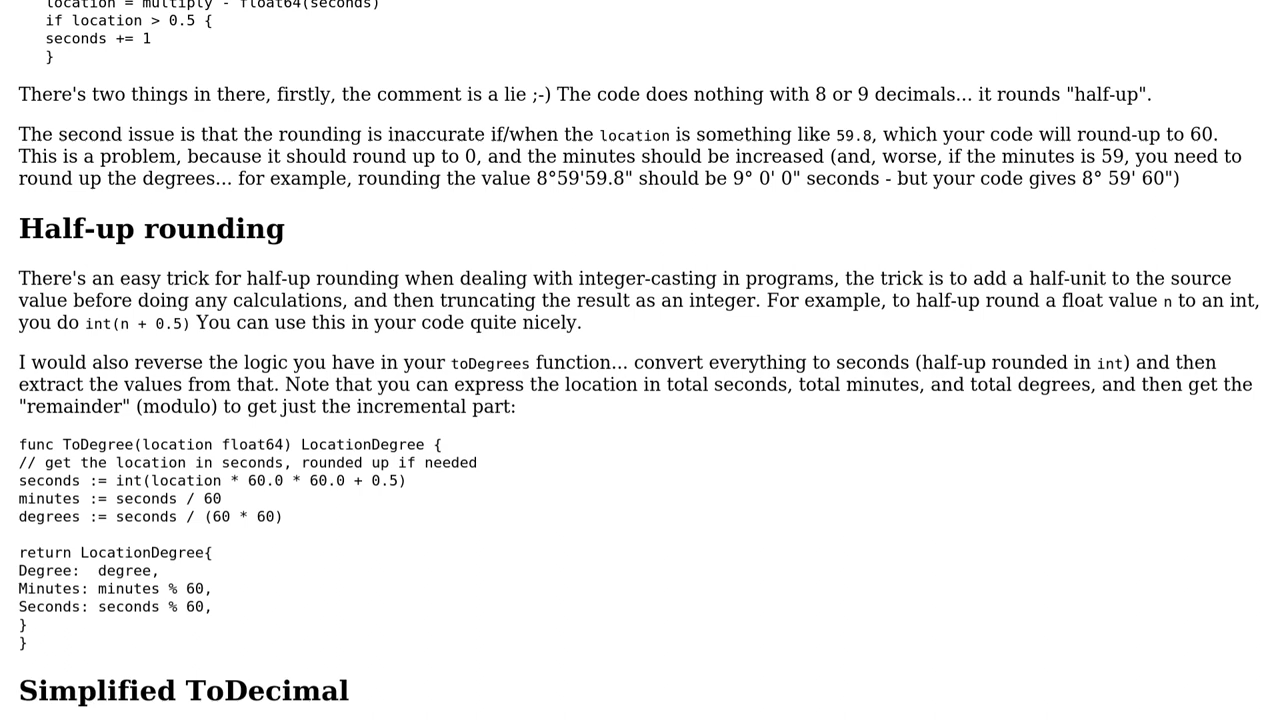 location = multiply - float64(seconds)
if location > 0.5 {
seconds += 1
}
There's two things in there, firstly, the comment is a lie ;-) The code does nothing with 8 or 9 decimals... it rounds "half-up".
The second issue is that the rounding is inaccurate if/when the location is something like 59.8, which your code will round-up to 60.
This is a problem, because it should round up to 0, and the minutes should be increased (and, worse, if the minutes is 59, you need to
round up the degrees... for example, rounding the value 8°59'59.8" should be 9° 0' 0" seconds - but your code gives 8° 59' 60")
Half-up rounding
There's an easy trick for half-up rounding when dealing with integer-casting in programs, the trick is to add a half-unit to the source
value before doing any calculations, and then truncating the result as an integer. For example, to half-up round a float value n to an int,
you do int(n + 0.5) You can use this in your code quite nicely.
I would also reverse the logic you have in your toDegrees function... convert everything to seconds (half-up rounded in int) and then
extract the values from that. Note that you can express the location in total seconds, total minutes, and total degrees, and then get the
"remainder" (modulo) to get just the incremental part:
func ToDegree(location float64) LocationDegree {
// get the location in seconds, rounded up if needed
seconds := int(location * 60.0 * 60.0 + 0.5)
minutes := seconds / 60
degrees := seconds / (60 * 60)
return LocationDegree{
Degree:  degree,
Minutes: minutes % 60,
Seconds: seconds % 60,
}
}
Simplified ToDecimal